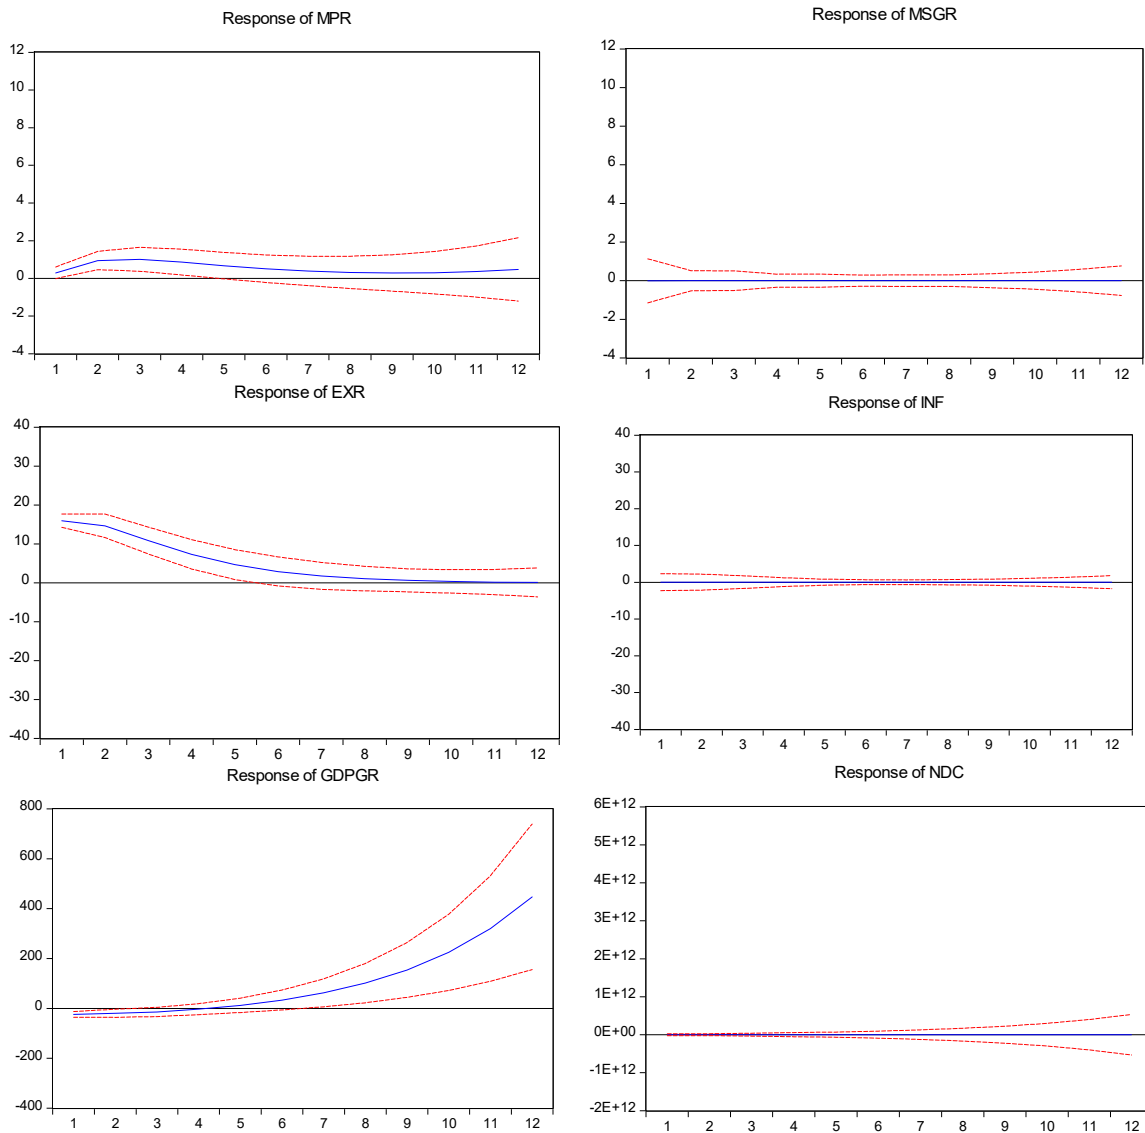 Response of MPR
12
10
8
6
4
2
0
-2
-4
1 2 3 4 5 6 7 8 9 10 11 12
Response of MSGR
12
10
8
6
4
2
0
-2
-4
1 2 3 4 5 6 7 8 9 10 11 12
Response of EXR
40
30
20
10
0
-10
-20
-30
-40
1 2 3 4 5 6 7 8 9 10 11 12
Response of INF
40
30
20
10
0
-10
-20
-30
-40
1 2 3 4 5 6 7 8 9 10 11 12
Response of GDPGR
800
600
400
200
0
-200
-400
1 2 3 4 5 6 7 8 9 10 11 12
Response of NDC
6E+12
5E+12
4E+12
3E+12
2E+12
1E+12
0E+00
-1E+12
-2E+12
1 2 3 4 5 6 7 8 9 10 11 12